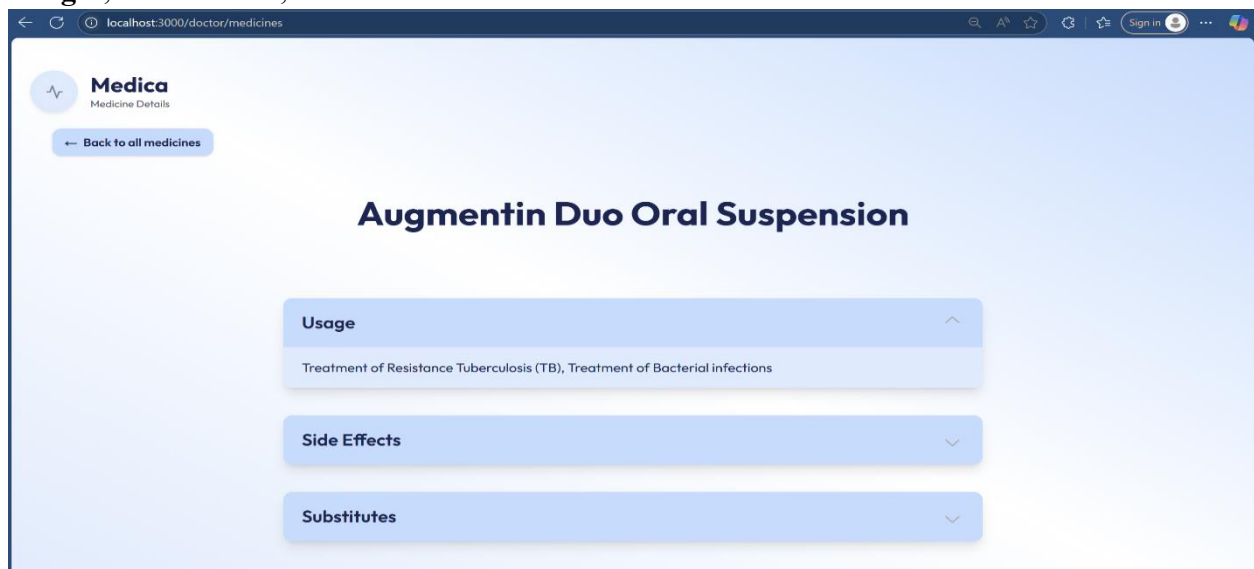 localhost:3000/doctor/medicines
Sign in
Medica
Medicine Details
← Back to all medicines
Augmentin Duo Oral Suspension
Usage
Treatment of Resistance Tuberculosis (TB), Treatment of Bacterial infections
Side Effects
Substitutes